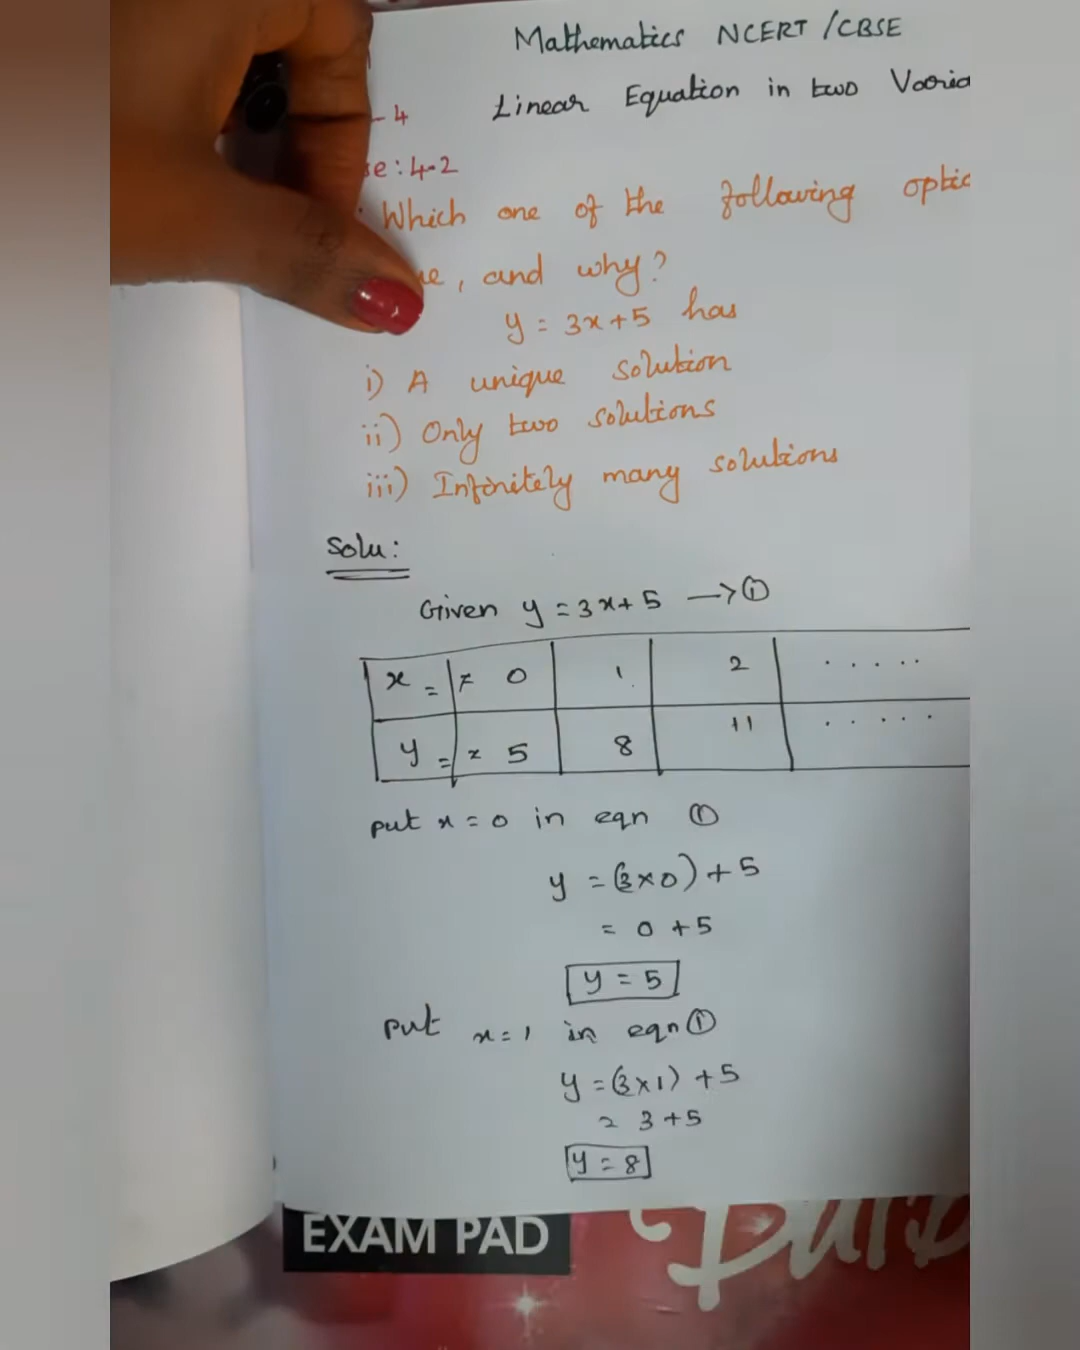 Mathematics NCERT / CBSE
- 4 Linear Equation in two
: 4.2
Which one of the following
, and why?
y = 3x+5 has
i) A unique solution
ii) Only two solutions
iii) Infinitely many solutions
Solu:
Given y = 3x+5 → ①
x = 0 1 2 .....
y = 5 8 11 .....
put x = 0 in eqn ①
y = (3×0) + 5
= 0 + 5
y = 5
put x = 1 in eqn ①
y = (3×1) + 5
= 3 + 5
y = 8
EXAM PAD